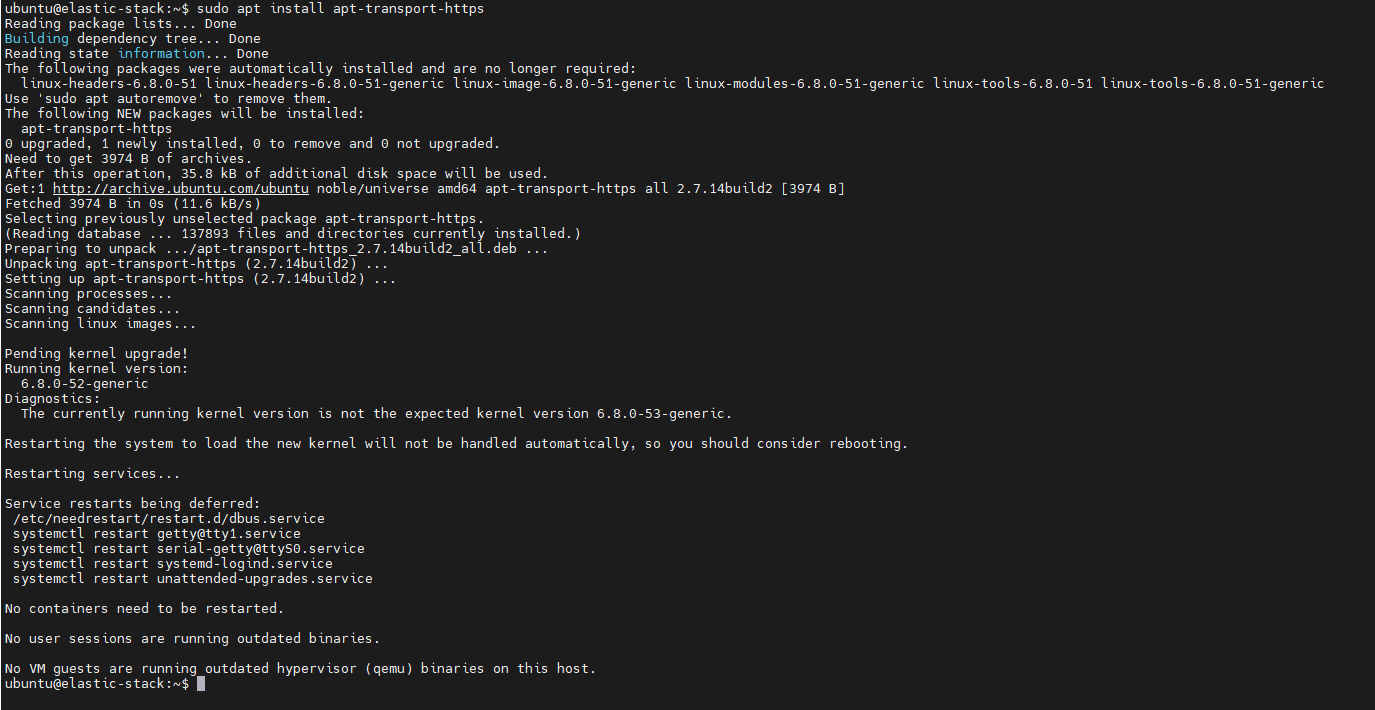 ubuntu@elastic-stack:~$ sudo apt install apt-transport-https
Reading package lists... Done
Building dependency tree... Done
Reading state information... Done
The following packages were automatically installed and are no longer required:
  linux-headers-6.8.0-51 linux-headers-6.8.0-51-generic linux-image-6.8.0-51-generic linux-modules-6.8.0-51-generic linux-tools-6.8.0-51 linux-tools-6.8.0-51-generic
Use 'sudo apt autoremove' to remove them.
The following NEW packages will be installed:
  apt-transport-https
0 upgraded, 1 newly installed, 0 to remove and 0 not upgraded.
Need to get 3974 B of archives.
After this operation, 35.8 kB of additional disk space will be used.
Get:1 http://archive.ubuntu.com/ubuntu noble/universe amd64 apt-transport-https all 2.7.14build2 [3974 B]
Fetched 3974 B in 0s (11.6 kB/s)
Selecting previously unselected package apt-transport-https.
(Reading database ... 137893 files and directories currently installed.)
Preparing to unpack .../apt-transport-https_2.7.14build2_all.deb ...
Unpacking apt-transport-https (2.7.14build2) ...
Setting up apt-transport-https (2.7.14build2) ...
Scanning processes...
Scanning candidates...
Scanning linux images...

Pending kernel upgrade!
Running kernel version:
  6.8.0-52-generic
Diagnostics:
  The currently running kernel version is not the expected kernel version 6.8.0-53-generic.

Restarting the system to load the new kernel will not be handled automatically, so you should consider rebooting.

Restarting services...

Service restarts being deferred:
 /etc/needrestart/restart.d/dbus.service
 systemctl restart getty@tty1.service
 systemctl restart serial-getty@ttyS0.service
 systemctl restart systemd-logind.service
 systemctl restart unattended-upgrades.service

No containers need to be restarted.

No user sessions are running outdated binaries.

No VM guests are running outdated hypervisor (qemu) binaries on this host.
ubuntu@elastic-stack:~$